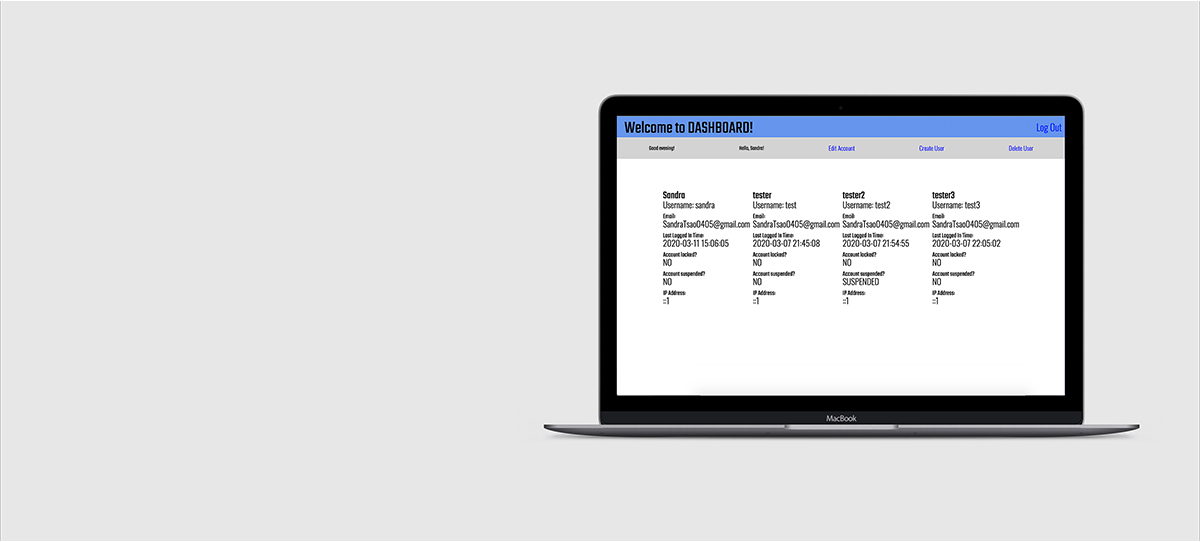 Welcome to DASHBOARD!
Log Out
Good evening!
Hello, Sandra!
Edit Account
Create User
Delete User
Sandra
Username: sandra
Email:
SandraTsao0405@gmail.com
Last Logged In Time:
2020-03-11 15:06:05
Account locked?
NO
Account suspended?
NO
IP Address:
::1
tester
Username: test
Email:
SandraTsao0405@gmail.com
Last Logged In Time:
2020-03-07 21:45:08
Account locked?
NO
Account suspended?
NO
IP Address:
::1
tester2
Username: test2
Email:
SandraTsao0405@gmail.com
Last Logged In Time:
2020-03-07 21:54:55
Account locked?
NO
Account suspended?
SUSPENDED
IP Address:
::1
tester3
Username: test3
Email:
SandraTsao0405@gmail.com
Last Logged In Time:
2020-03-07 22:05:02
Account locked?
NO
Account suspended?
NO
IP Address:
::1
MacBook